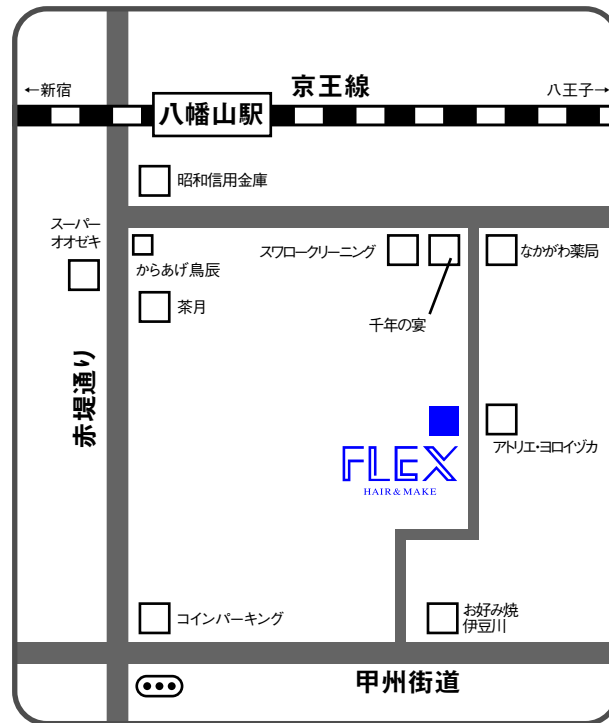 京王線
←新宿
八王子→
八幡山駅
昭和信用金庫
スーパー
オオゼキ
からあげ鳥辰
スワロークリーニング
なかがわ薬局
茶月
千年の宴
赤堤通り
アトリエ・ヨロイヅカ
FLEX
HAIR & MAKE
コインパーキング
お好み焼
伊豆川
甲州街道